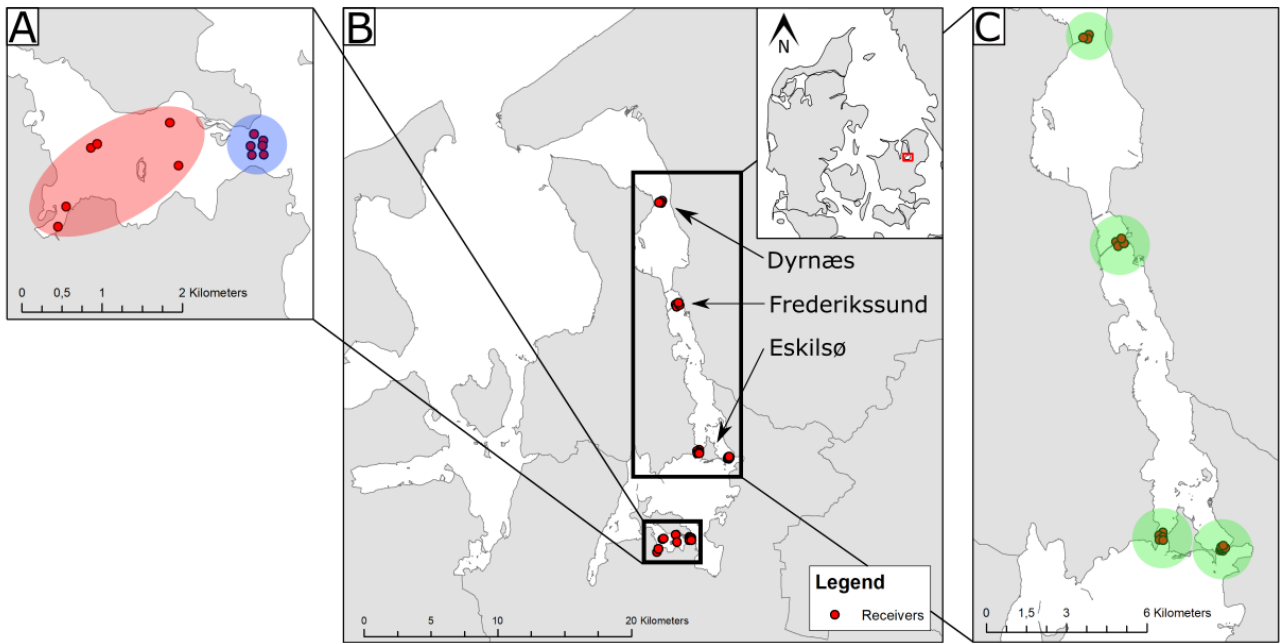 A
0 0,5 1 2 Kilometers
B
N
Dyrnæs
Frederikssund
Eskilsø
Legend
Receivers
0 5 10 20 Kilometers
C
0 1,5 3 6 Kilometers